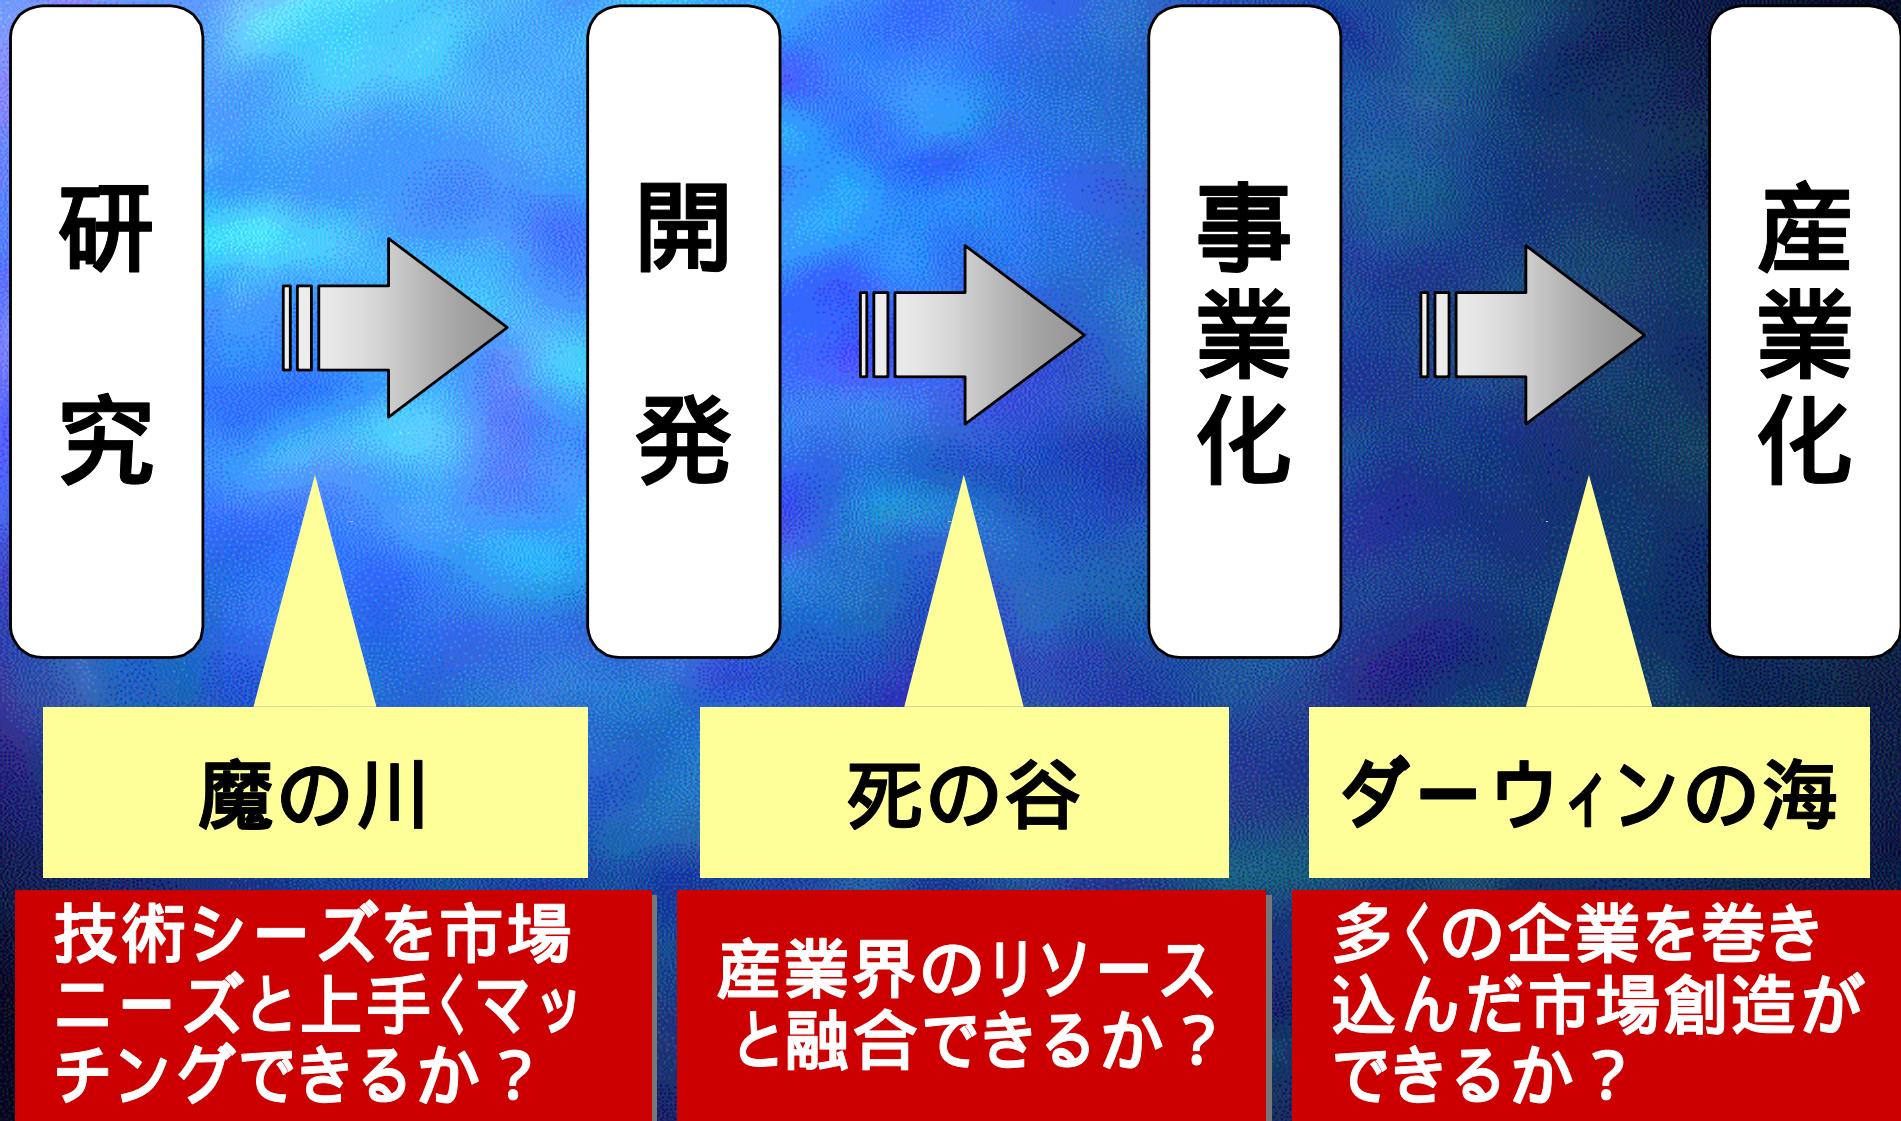 研究
開発
事業化
産業化
魔の川
死の谷
ダーウィンの海
技術シーズを市場
ニーズと上手くマッ
チングできるか？
産業界のリソース
と融合できるか？
多くの企業を巻き
込んだ市場創造が
できるか？